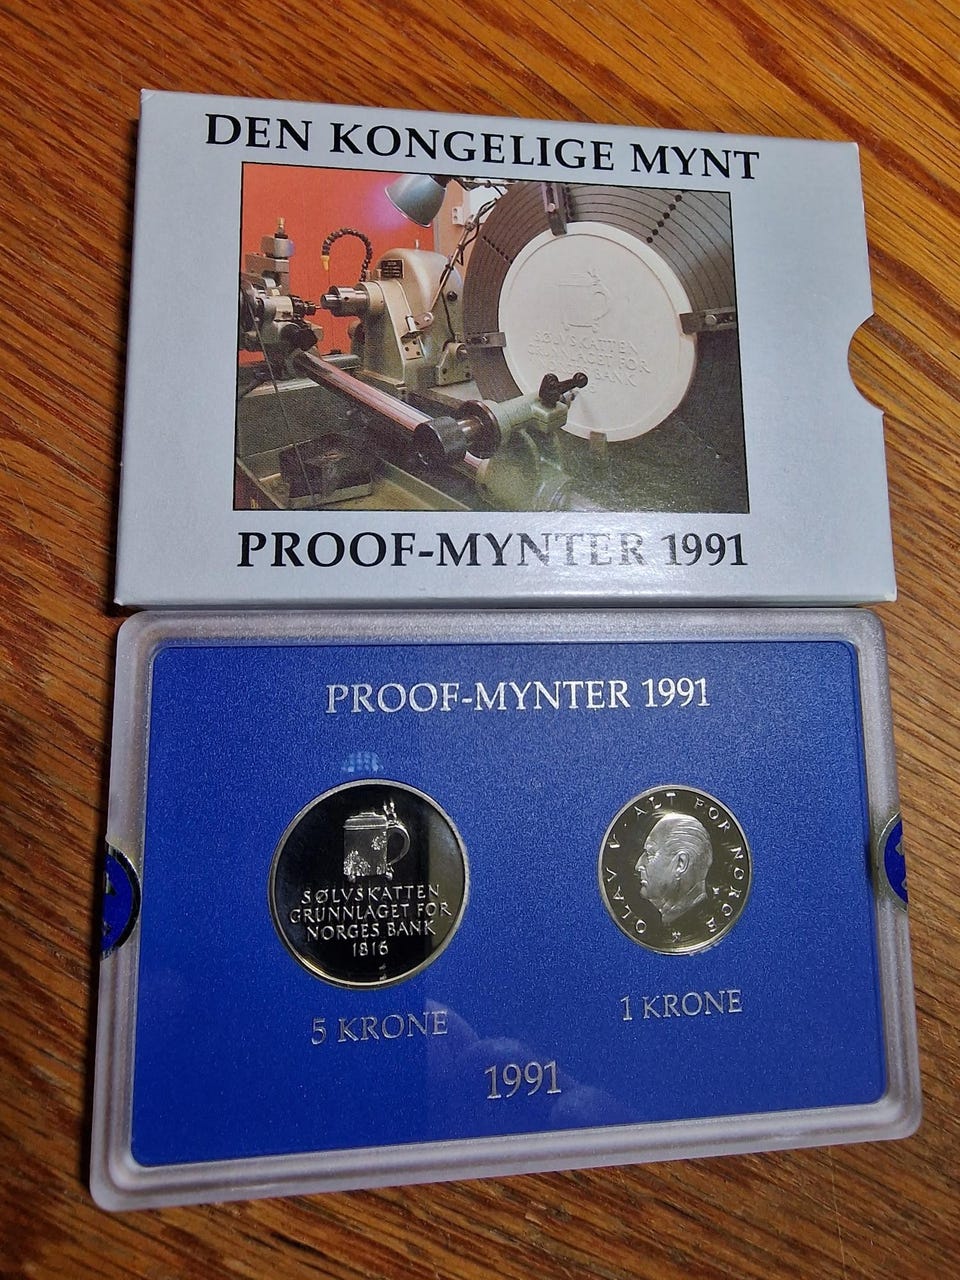 DEN KONGELIGE MYNT
SØLVSKATTEN
GRUNNLAGET FOR
BANK
PROOF-MYNTER 1991
PROOF-MYNTER 1991
SØLVSKATTEN
GRUNNLAGET FOR
NORGES BANK
1816
OLAV V · ALT FOR NORGE
5 KRONE
1 KRONE
1991